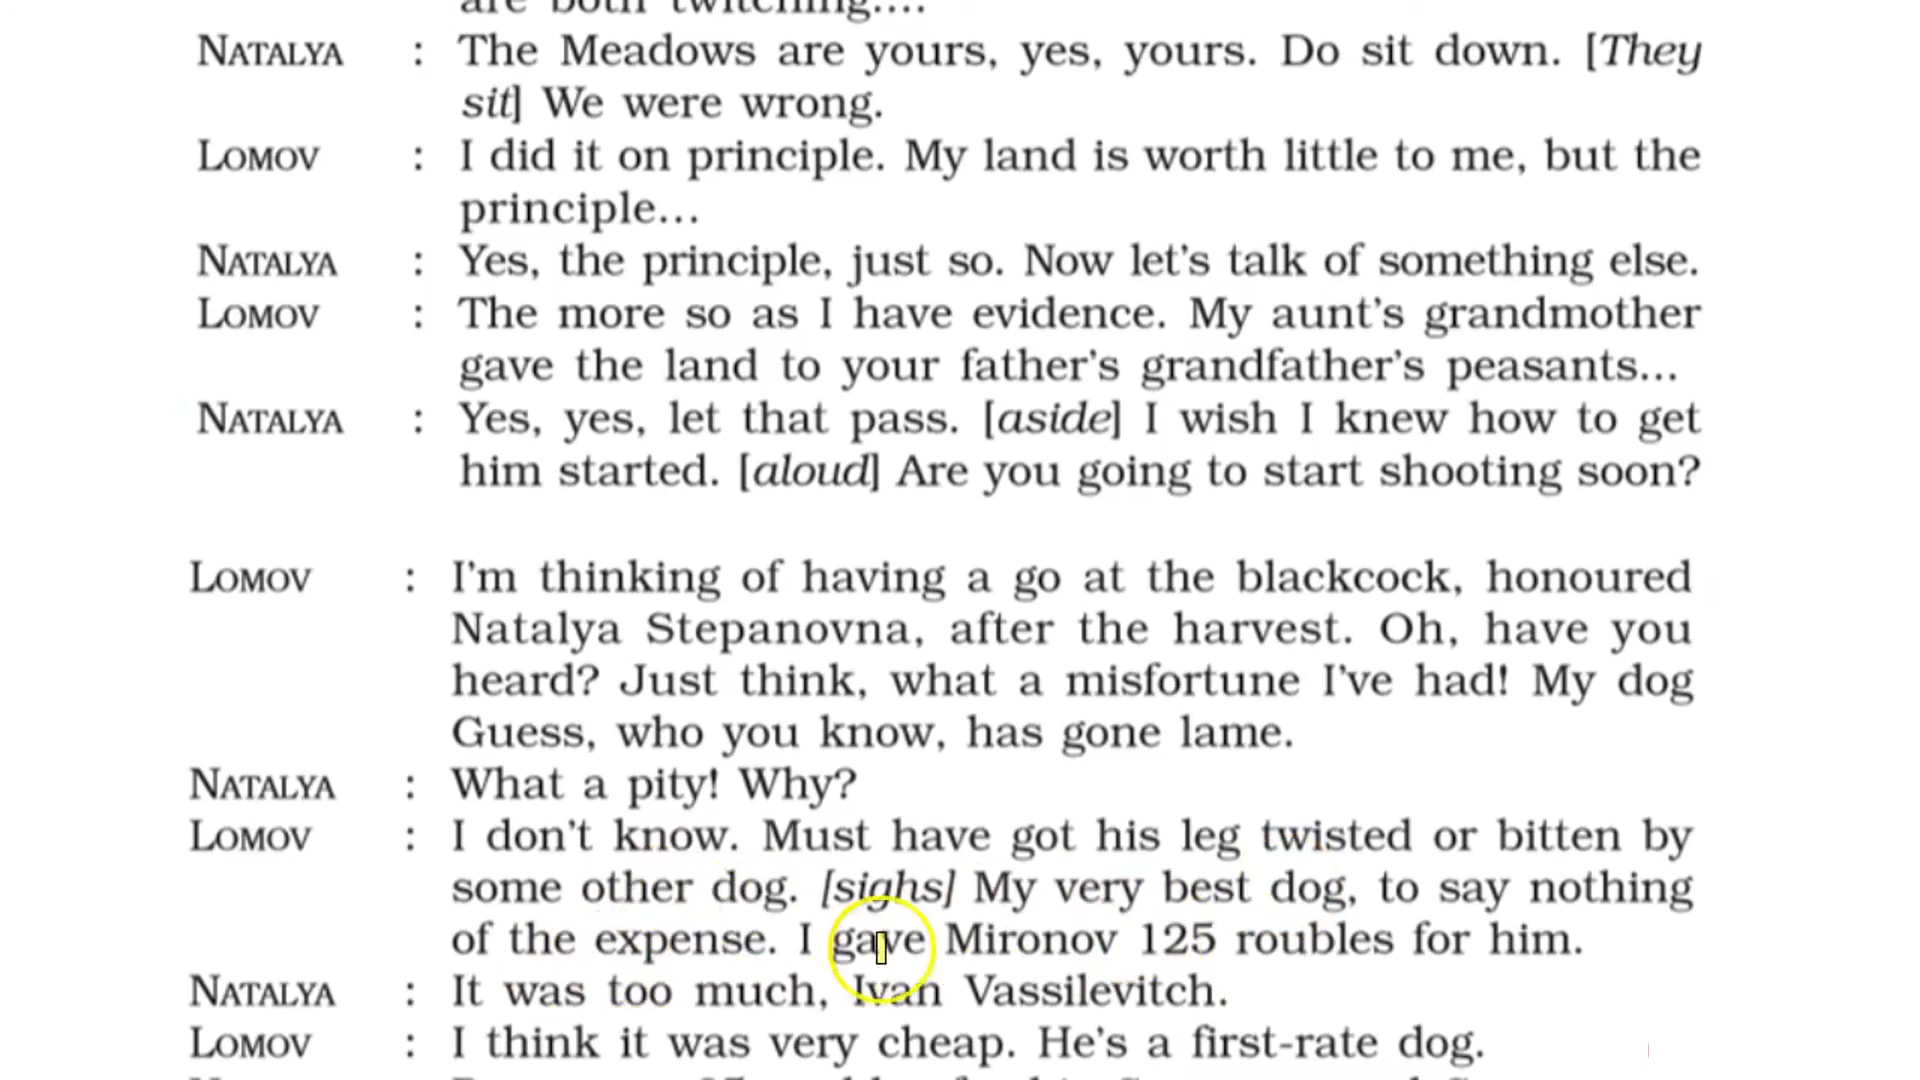 are both twitching....
NATALYA : The Meadows are yours, yes, yours. Do sit down. [They
sit] We were wrong.
LOMOV : I did it on principle. My land is worth little to me, but the
principle...
NATALYA : Yes, the principle, just so. Now let's talk of something else.
LOMOV : The more so as I have evidence. My aunt's grandmother
gave the land to your father's grandfather's peasants...
NATALYA : Yes, yes, let that pass. [aside] I wish I knew how to get
him started. [aloud] Are you going to start shooting soon?
LOMOV : I'm thinking of having a go at the blackcock, honoured
Natalya Stepanovna, after the harvest. Oh, have you
heard? Just think, what a misfortune I've had! My dog
Guess, who you know, has gone lame.
NATALYA : What a pity! Why?
LOMOV : I don't know. Must have got his leg twisted or bitten by
some other dog. [sighs] My very best dog, to say nothing
of the expense. I gave Mironov 125 roubles for him.
NATALYA : It was too much, Ivan Vassilevitch.
LOMOV : I think it was very cheap. He's a first-rate dog.